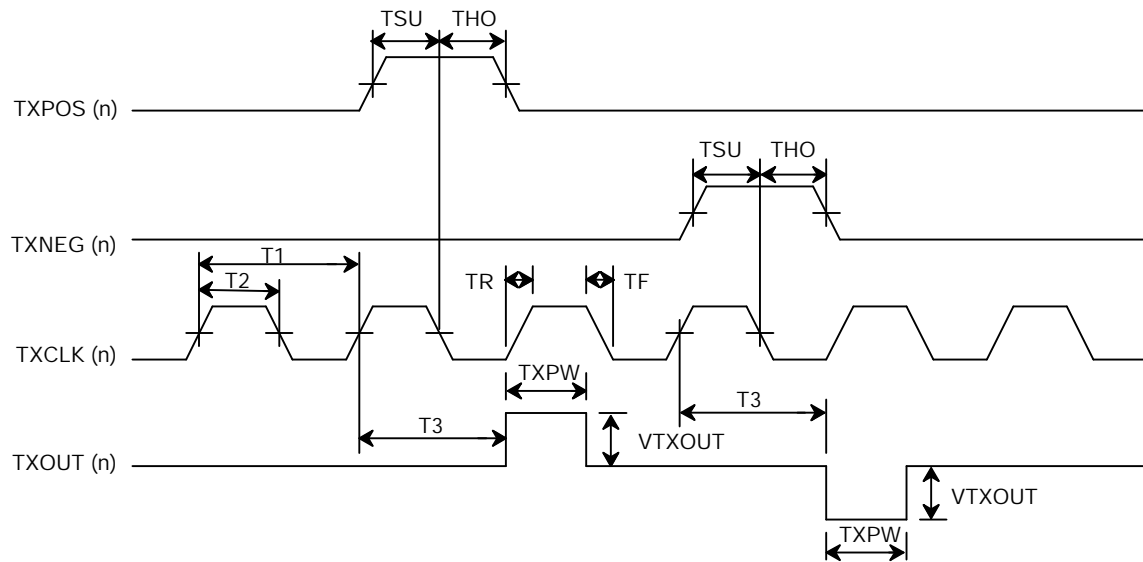 TSU THO
TXPOS (n)
TSU THO
TXNEG (n)
T1
T2
TR TF
TXCLK (n)
TXPW
T3
T3
VTXOUT
TXOUT (n)
VTXOUT
TXPW